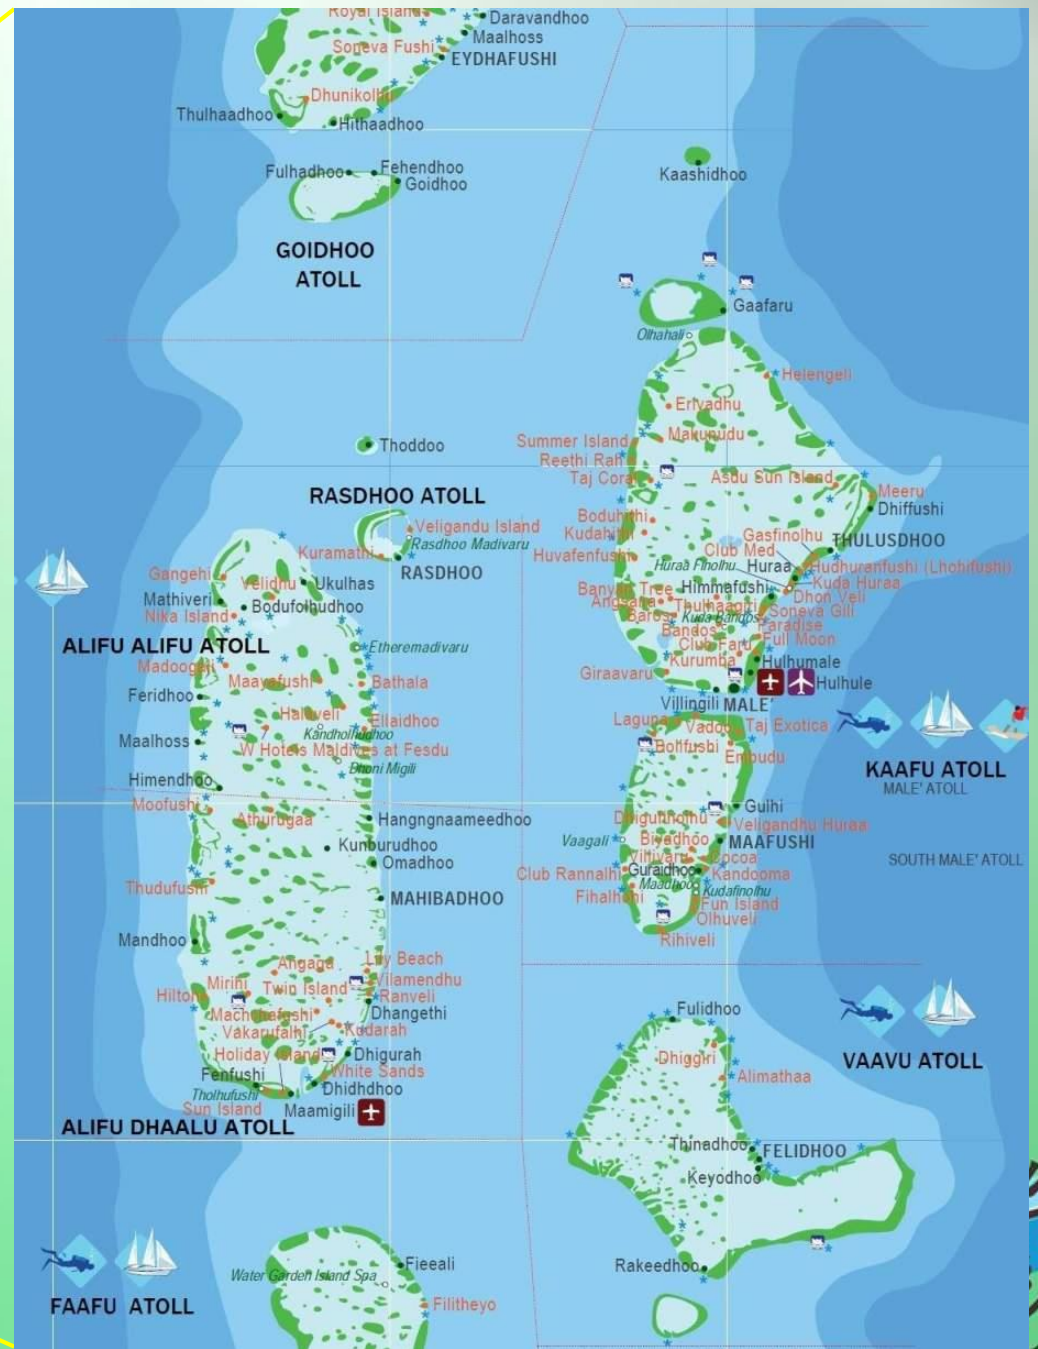 Royal Island
Daravandhoo
Maalhoss
Soneva Fushi
EYDHAFUSHI
Dhunikolhu
Thulhaadhoo
Hithaadhoo
Fulhadhoo
Fehendhoo
Goidhoo
GOIDHOO
ATOLL
Kaashidhoo
Gaafaru
Olhahali
Helengeli
Eriyadhu
Makunudu
Summer Island
Reethi Rah
Taj Coral
Asdu Sun Island
Meeru
Dhiffushi
Thoddoo
RASDHOO ATOLL
Veligandu Island
Rasdhoo Madivaru
Kuramathi
RASDHOO
Boduhithi
Kudahithi
Huvafenfushi
Gasfinolhu
THULUSDHOO
Club Med
Huraa
Hudhuranfushi (Lhohifushi)
Huraa Finolhu
Kuda Huraa
Banyan Tree
Himmafushi
Dhon Veli
Angsana
Thulhaagiri
Soneva Gili
Baros
Kuda Bandos
Paradise
Bandos
Full Moon
Club Faru
Kurumba
Hulhumale
Giraavaru
Hulhule
Villingili
MALE'
Gangehi
Velidhu
Ukulhas
Mathiveri
Bodufolhudhoo
Nika Island
ALIFU ALIFU ATOLL
Etheremadivaru
Madoogali
Maayafushi
Bathala
Feridhoo
Halaveli
Ellaidhoo
Kandholhudhoo
Maalhoss
W Hotels Maldives at Fesdu
Dhoni Migili
Himendhoo
Moofushi
Athurugaa
Hangngnaameedhoo
Kunburudhoo
Omadhoo
Thudufushi
MAHIBADHOO
Mandhoo
Laguna
Vadoo
Taj Exotica
Bolifushi
Embudu
KAAFU ATOLL
MALE' ATOLL
Gulhi
Dhigufinolhu
Veligandhu Huraa
Vaagali
Biyadhoo
MAAFUSHI
SOUTH MALE' ATOLL
Vilivaru
Cocoa
Club Rannalhi
Guraidhoo
Kandooma
Maadhoo
Kudafinolhu
Fihalhohi
Fun Island
Olhuveli
Rihiveli
Angaga
Lily Beach
Mirihi
Twin Island
Vilamendhu
Hilton
Ranveli
Machchafushi
Dhangethi
Vakarufalhi
Kudarah
Holiday Island
Dhigurah
Fenfushi
White Sands
Tholhufushi
Dhidhdhoo
Sun Island
Maamigili
ALIFU DHAALU ATOLL
Fulidhoo
VAAVU ATOLL
Dhiggiri
Alimathaa
Thinadhoo
FELIDHOO
Keyodhoo
Rakeedhoo
Fieeali
Water Garden Island Spa
Filitheyo
FAAFU ATOLL